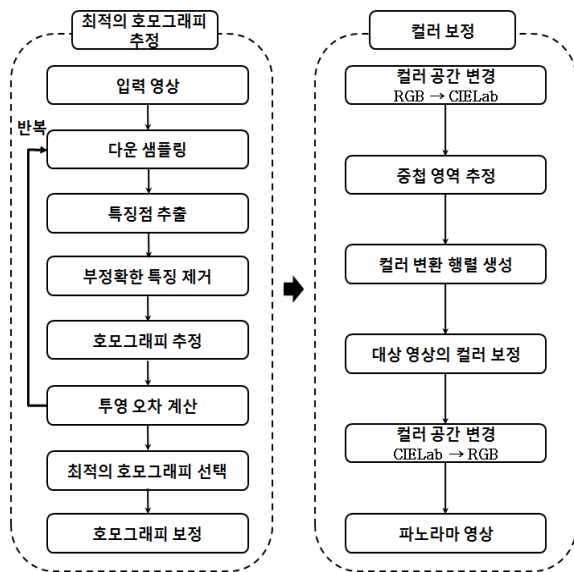 최적의 호모그래피
추정
입력 영상
반복
다운 샘플링
특징점 추출
부정확한 특징 제거
호모그래피 추정
투영 오차 계산
최적의 호모그래피 선택
호모그래피 보정
컬러 보정
컬러 공간 변경
RGB → CIELab
중첩 영역 추정
컬러 변환 행렬 생성
대상 영상의 컬러 보정
컬러 공간 변경
CIELab → RGB
파노라마 영상